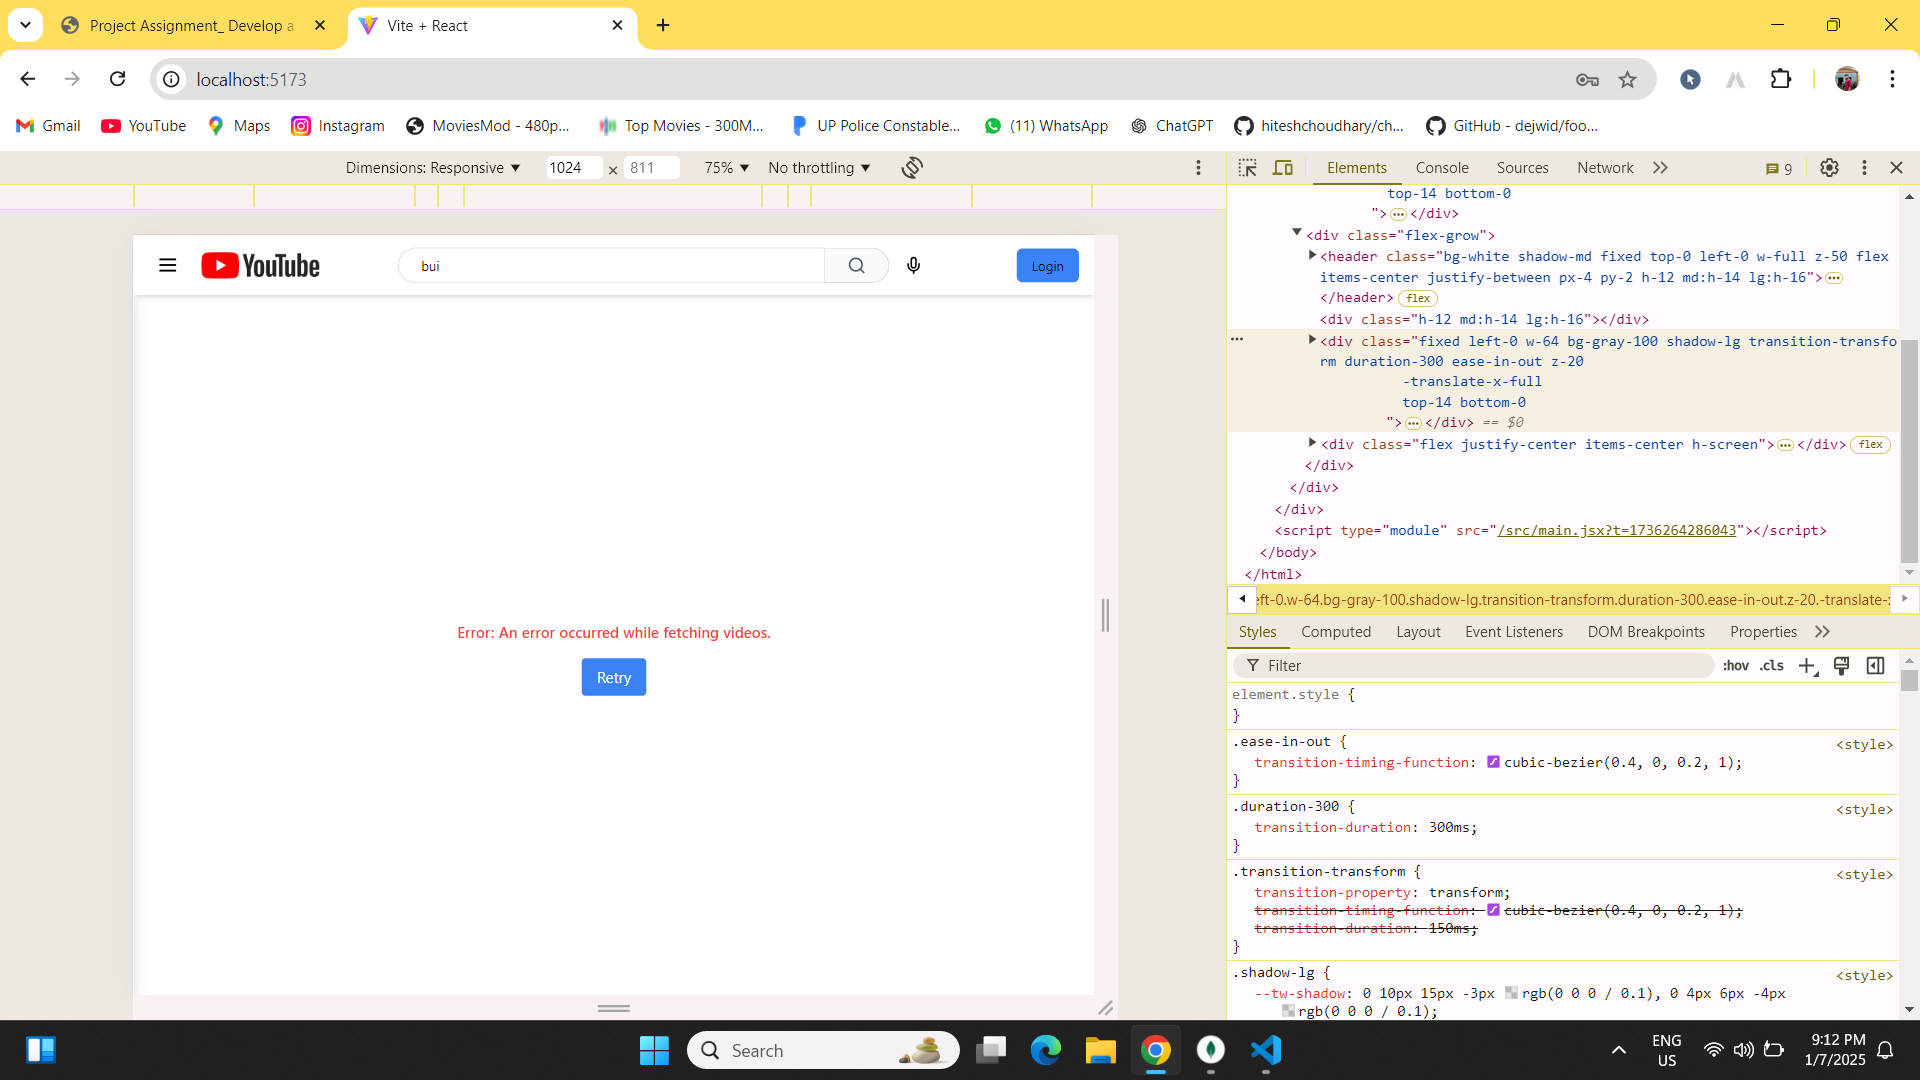 Project Assignment_ Develop a
Vite + React
localhost:5173
Gmail
YouTube
Maps
Instagram
MoviesMod - 480p...
Top Movies - 300M...
UP Police Constable...
(11) WhatsApp
ChatGPT
hiteshchoudhary/ch...
GitHub - dejwid/foo...
Dimensions: Responsive
1024
×
811
75%
No throttling
YouTube
bui
Login
Error: An error occurred while fetching videos.
Retry
Elements
Console
Sources
Network
9
top-14 bottom-0
">…</div>
<div class="flex-grow">
<header class="bg-white shadow-md fixed top-0 left-0 w-full z-50 flex
items-center justify-between px-4 py-2 h-12 md:h-14 lg:h-16">…
</header> flex
<div class="h-12 md:h-14 lg:h-16"></div>
<div class="fixed left-0 w-64 bg-gray-100 shadow-lg transition-transfo
rm duration-300 ease-in-out z-20
-translate-x-full
top-14 bottom-0
">…</div> == $0
<div class="flex justify-center items-center h-screen">…</div> flex
</div>
</div>
</div>
<script type="module" src="/src/main.jsx?t=1736264286043"></script>
</body>
</html>
eft-0.w-64.bg-gray-100.shadow-lg.transition-transform.duration-300.ease-in-out.z-20.-translate-
Styles
Computed
Layout
Event Listeners
DOM Breakpoints
Properties
Filter
:hov
.cls
element.style {
}
.ease-in-out {
<style>
transition-timing-function: cubic-bezier(0.4, 0, 0.2, 1);
}
.duration-300 {
<style>
transition-duration: 300ms;
}
.transition-transform {
<style>
transition-property: transform;
transition-timing-function: cubic-bezier(0.4, 0, 0.2, 1);
transition-duration: 150ms;
}
.shadow-lg {
<style>
--tw-shadow: 0 10px 15px -3px rgb(0 0 0 / 0.1), 0 4px 6px -4px
rgb(0 0 0 / 0.1);
Search
ENG
US
9:12 PM
1/7/2025